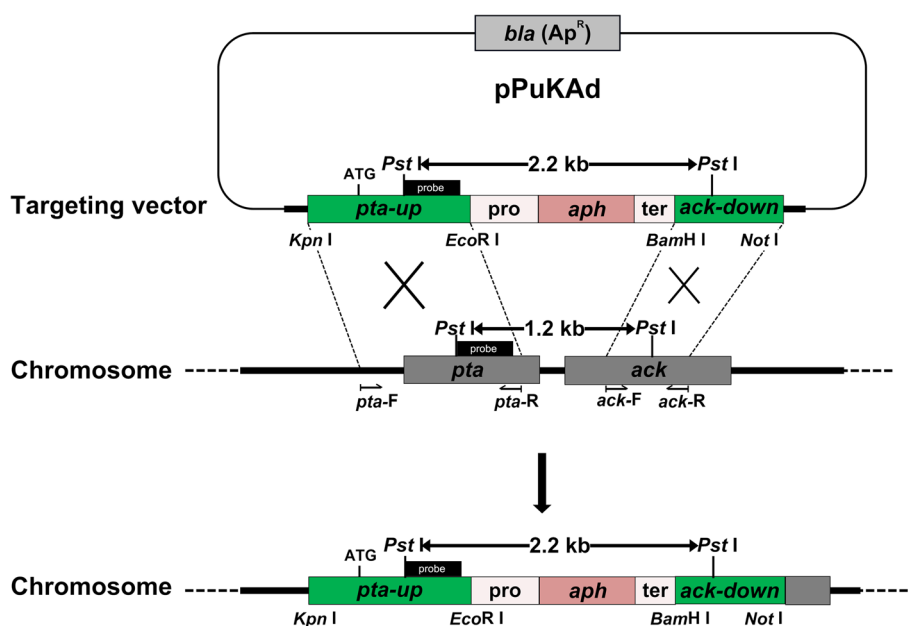 bla (Ap^R)
pPuKAd
Pst I 2.2 kb Pst I
ATG
probe
Targeting vector pta-up pro aph ter ack-down
Kpn I EcoR I BamH I Not I
Pst I 1.2 kb Pst I
probe
Chromosome pta ack
pta-F pta-R ack-F ack-R
Pst I 2.2 kb Pst I
ATG
probe
Chromosome pta-up pro aph ter ack-down
Kpn I EcoR I BamH I Not I